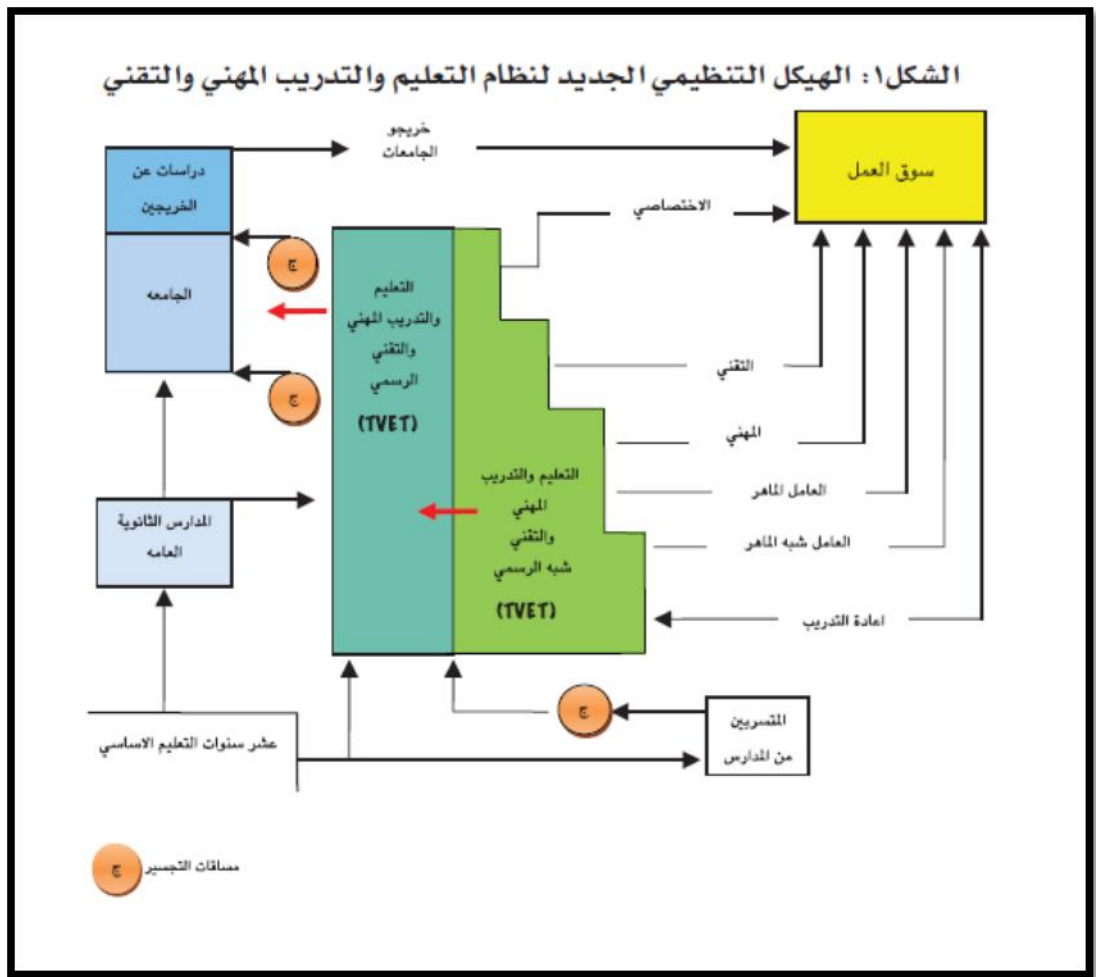 الشكل١: الهيكل التنظيمي الجديد لنظام التعليم والتدريب المهني والتقني
خريجو
الجامعات
سوق العمل
دراسات عن
الخريجين
الاختصاصي
ج
الجامعه
التعليم
والتدريب المهني
والتقني
الرسمي
(TVET)
التقني
ج
المهني
التعليم والتدريب
المهني
والتقني
شبه الرسمي
(TVET)
العامل الماهر
المدارس الثانوية
العامه
العامل شبه الماهر
اعادة التدريب
ج
المتسربين
من المدارس
عشر سنوات التعليم الاساسي
ج
مساقات التجسير